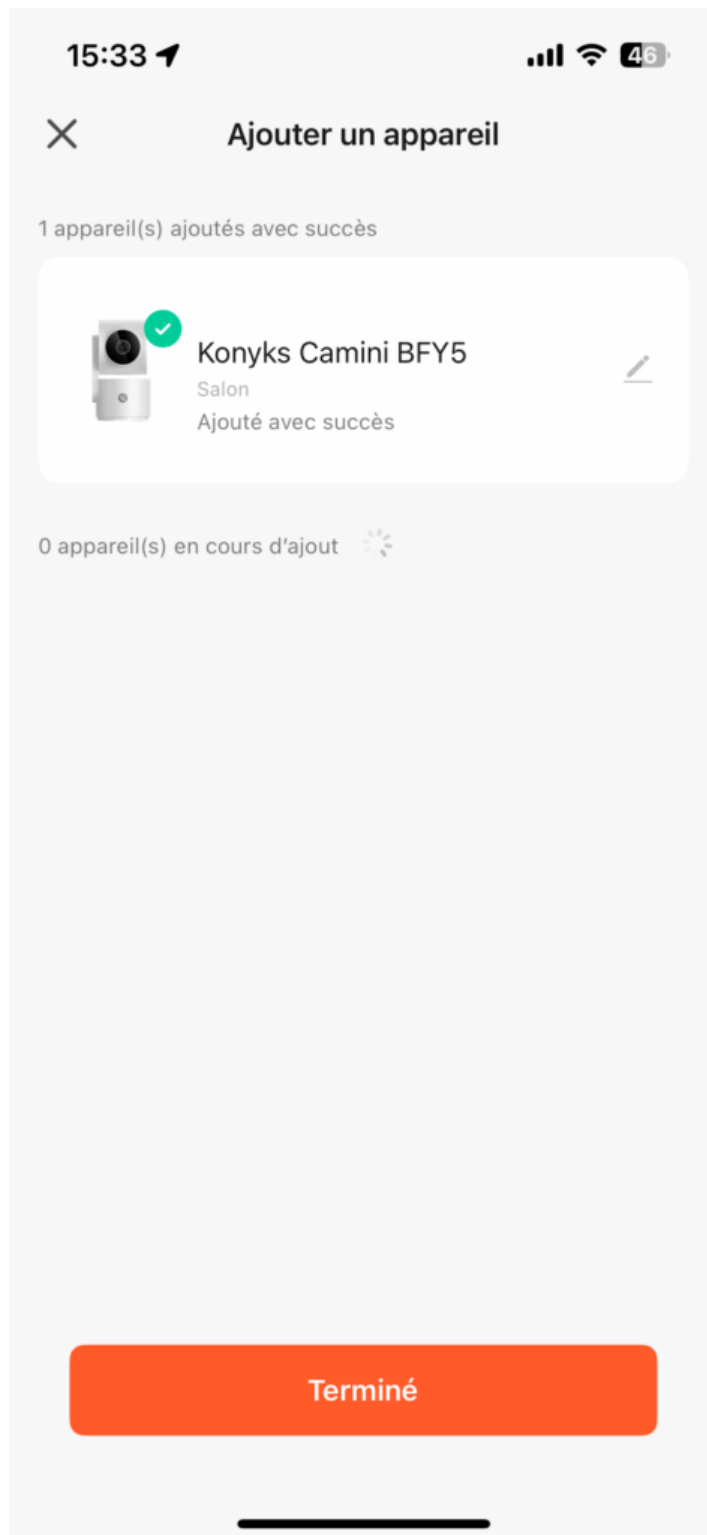 15:33
46
Ajouter un appareil
1 appareil(s) ajoutés avec succès
Konyks Camini BFY5
Salon
Ajouté avec succès
0 appareil(s) en cours d’ajout
Terminé